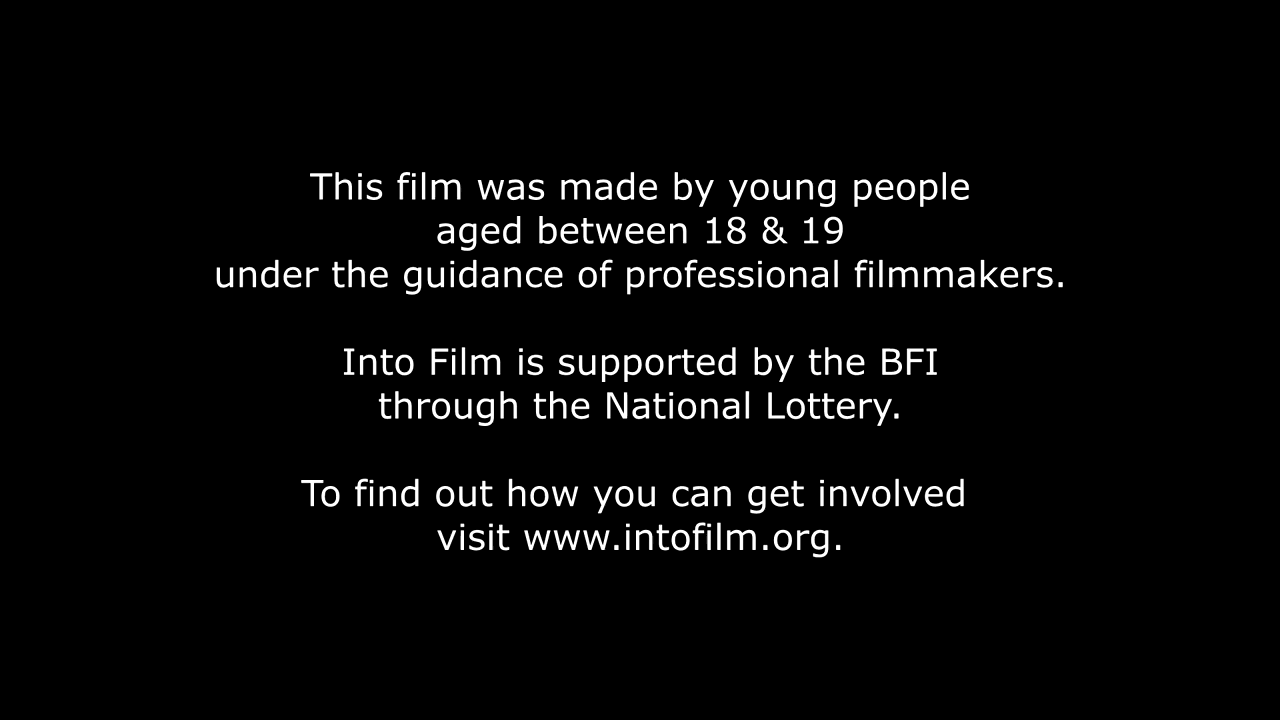 This film was made by young people
aged between 18 & 19
under the guidance of professional filmmakers.
Into Film is supported by the BFI
through the National Lottery.
To find out how you can get involved
visit www.intofilm.org.